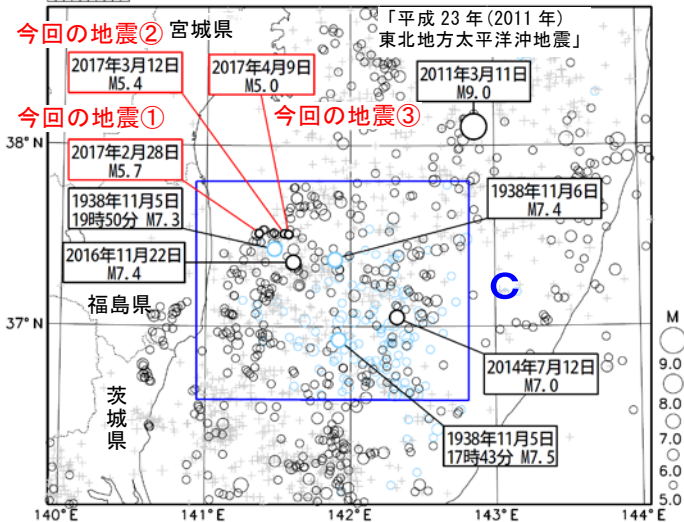 今回の地震②
宮城県
「平成 23 年(2011 年)
東北地方太平洋沖地震」
2017年3月12日
M5.4
2017年4月9日
M5.0
2011年3月11日
M9.0
今回の地震①
今回の地震③
38°N
2017年2月28日
M5.7
1938年11月5日
19時50分 M7.3
1938年11月6日
M7.4
2016年11月22日
M7.4
C
福島県
37°N
M
9.0
8.0
7.0
6.0
5.0
2014年7月12日
M7.0
茨城県
1938年11月5日
17時43分 M7.5
140°E
141°E
142°E
143°E
144°E